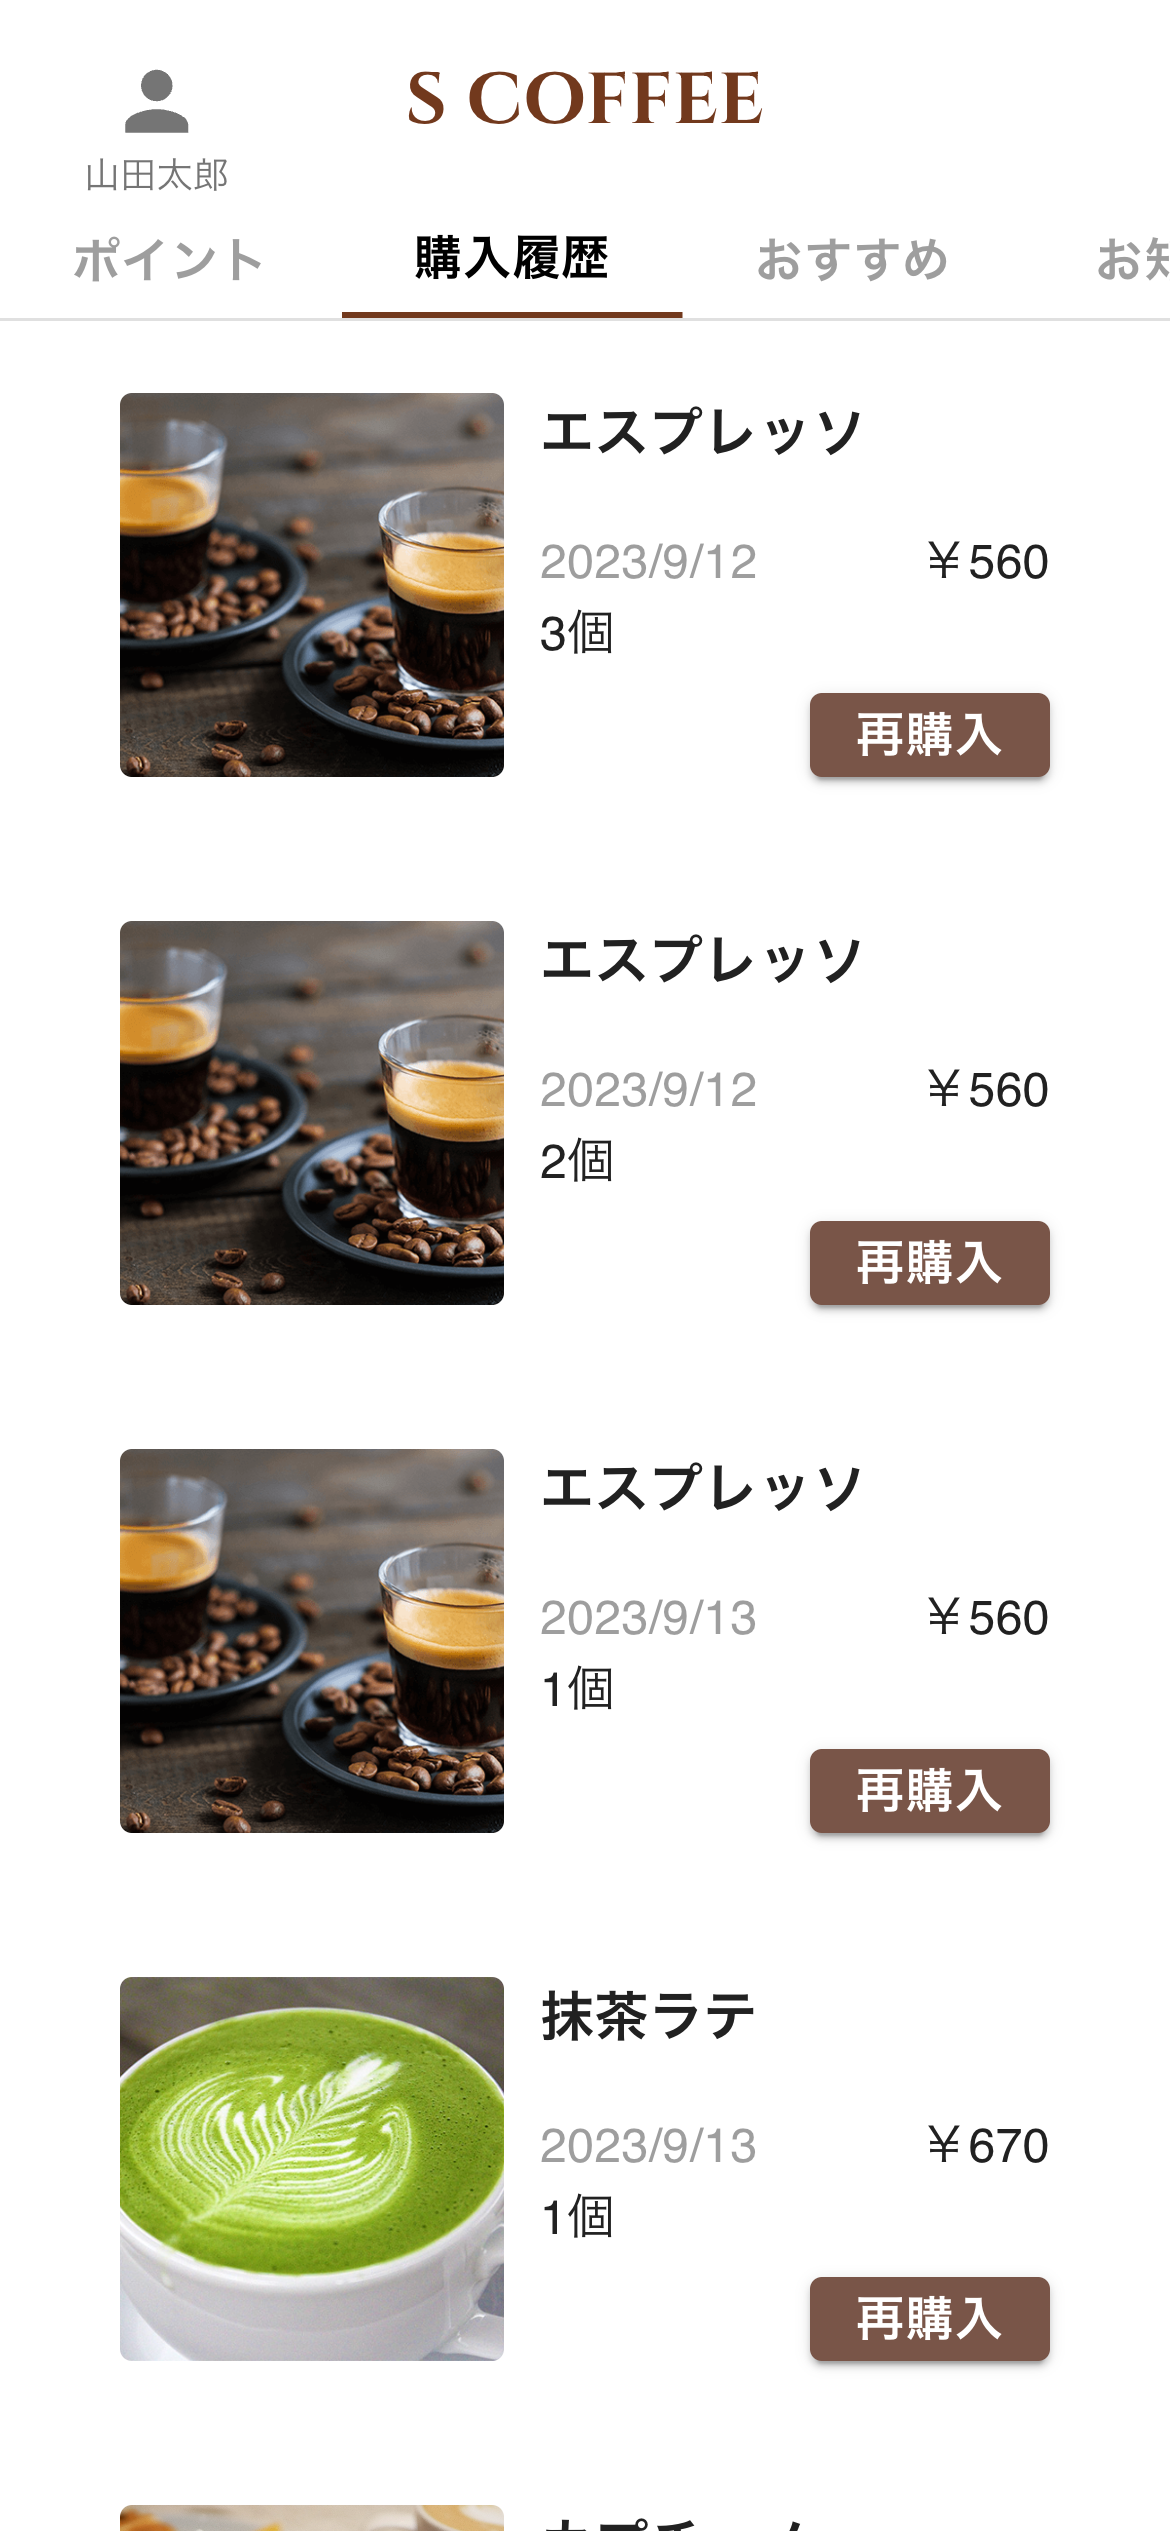 S COFFEE
山田太郎
ポイント 購入履歴 おすすめ お知
エスプレッソ
2023/9/12 ￥560
3個
再購入
エスプレッソ
2023/9/12 ￥560
2個
再購入
エスプレッソ
2023/9/13 ￥560
1個
再購入
抹茶ラテ
2023/9/13 ￥670
1個
再購入